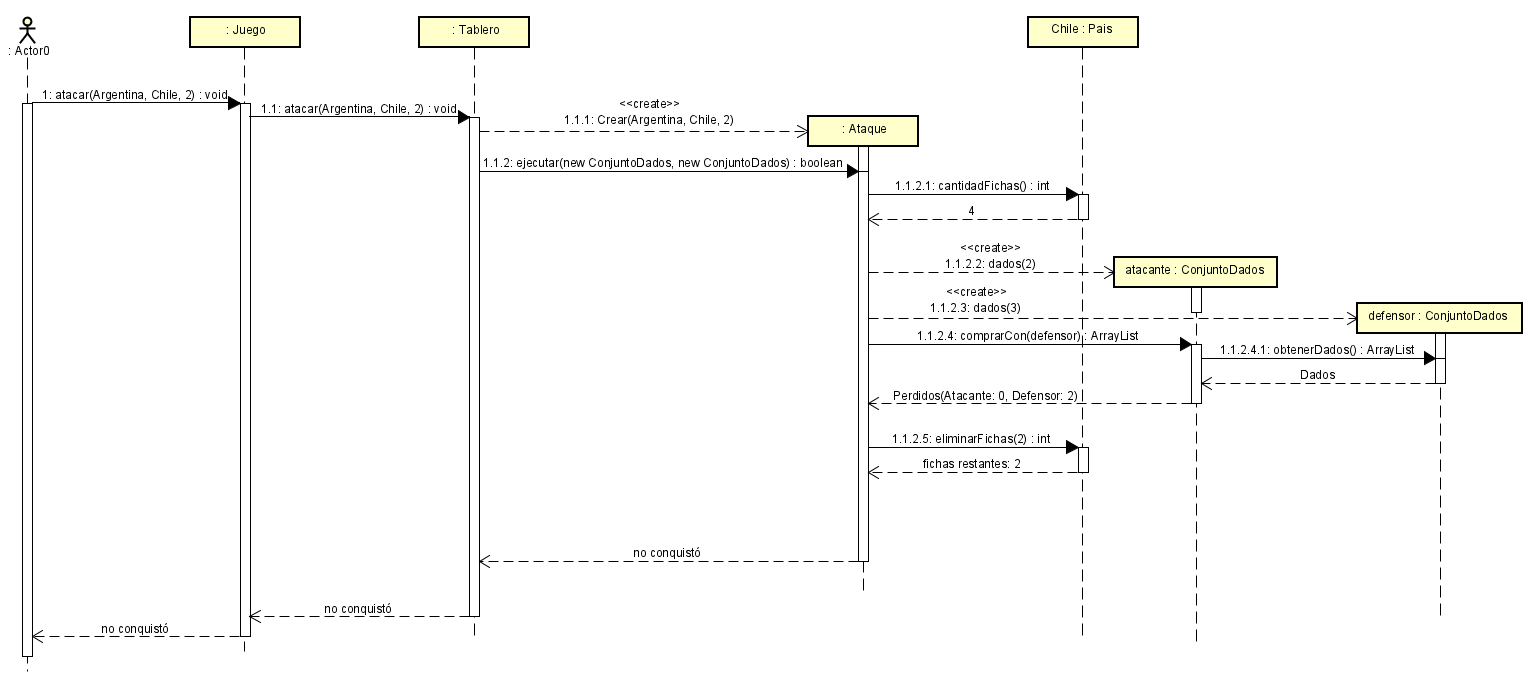 : Actor0
: Juego
: Tablero
Chile : Pais
1: atacar(Argentina, Chile, 2) : void
1.1: atacar(Argentina, Chile, 2) : void
<<create>>
1.1.1: Crear(Argentina, Chile, 2)
: Ataque
1.1.2: ejecutar(new ConjuntoDados, new ConjuntoDados) : boolean
1.1.2.1: cantidadFichas() : int
4
<<create>>
1.1.2.2: dados(2)
atacante : ConjuntoDados
<<create>>
1.1.2.3: dados(3)
defensor : ConjuntoDados
1.1.2.4: comprarCon(defensor) : ArrayList
1.1.2.4.1: obtenerDados() : ArrayList
Dados
Perdidos(Atacante: 0, Defensor: 2)
1.1.2.5: eliminarFichas(2) : int
fichas restantes: 2
no conquistó
no conquistó
no conquistó